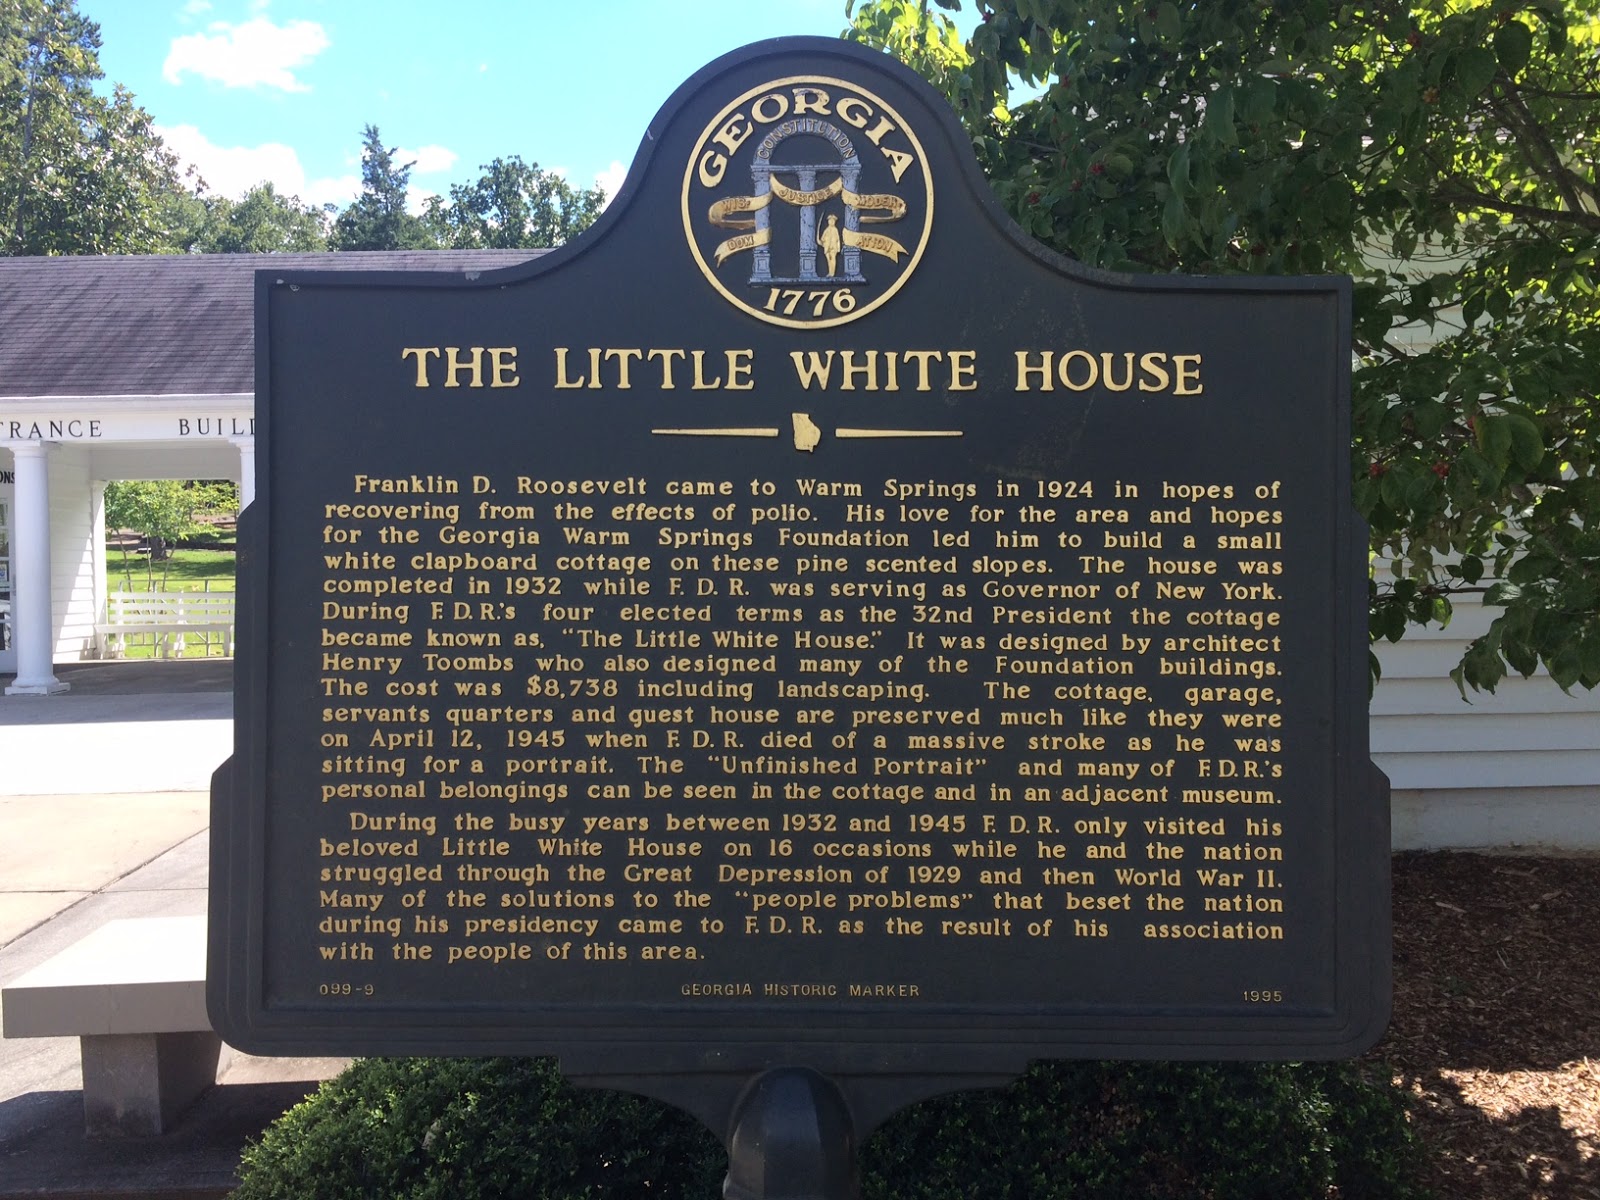 GEORGIA
CONSTITUTION
WIS- JUSTICE MODER-
DOM ATION
1776
TRANCE BUILD
ONS
THE LITTLE WHITE HOUSE
Franklin D. Roosevelt came to Warm Springs in 1924 in hopes of
recovering from the effects of polio. His love for the area and hopes
for the Georgia Warm Springs Foundation led him to build a small
white clapboard cottage on these pine scented slopes. The house was
completed in 1932 while F. D. R. was serving as Governor of New York.
During F. D. R.'s four elected terms as the 32nd President the cottage
became known as, "The Little White House." It was designed by architect
Henry Toombs who also designed many of the Foundation buildings.
The cost was $8,738 including landscaping. The cottage, garage,
servants quarters and guest house are preserved much like they were
on April 12, 1945 when F. D. R. died of a massive stroke as he was
sitting for a portrait. The "Unfinished Portrait" and many of F. D. R.'s
personal belongings can be seen in the cottage and in an adjacent museum.
During the busy years between 1932 and 1945 F. D. R. only visited his
beloved Little White House on 16 occasions while he and the nation
struggled through the Great Depression of 1929 and then World War II.
Many of the solutions to the "people problems" that beset the nation
during his presidency came to F. D. R. as the result of his association
with the people of this area.
099-9 GEORGIA HISTORIC MARKER 1995